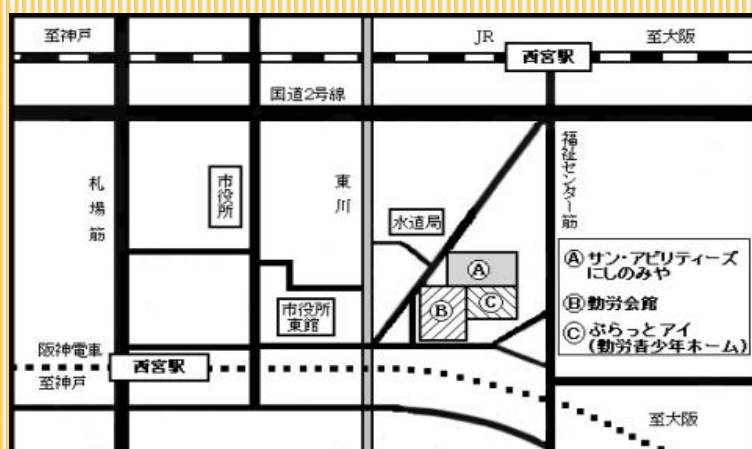 至神戸
JR
至大阪
西宮駅
国道2号線
札場筋
市役所
東川
水道局
福祉センター筋
Ⓐ サン・アビリティーズ
にしのみや
Ⓑ 勤労会館
Ⓒ ぷらっとアイ
(勤労青少年ホーム)
A
B
C
市役所
東館
阪神電車
西宮駅
至神戸
至大阪